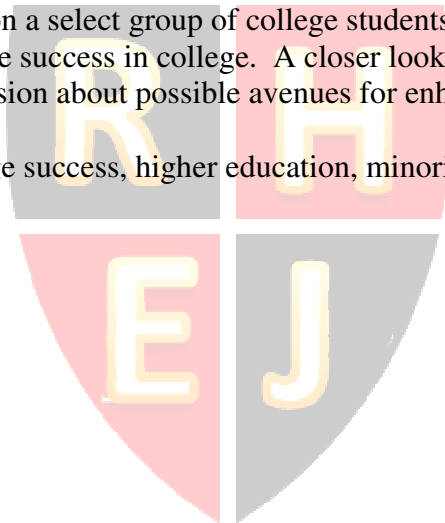 on a select group of college students
e success in college. A closer look
sion about possible avenues for enh
ge success, higher education, minori
R H
E J